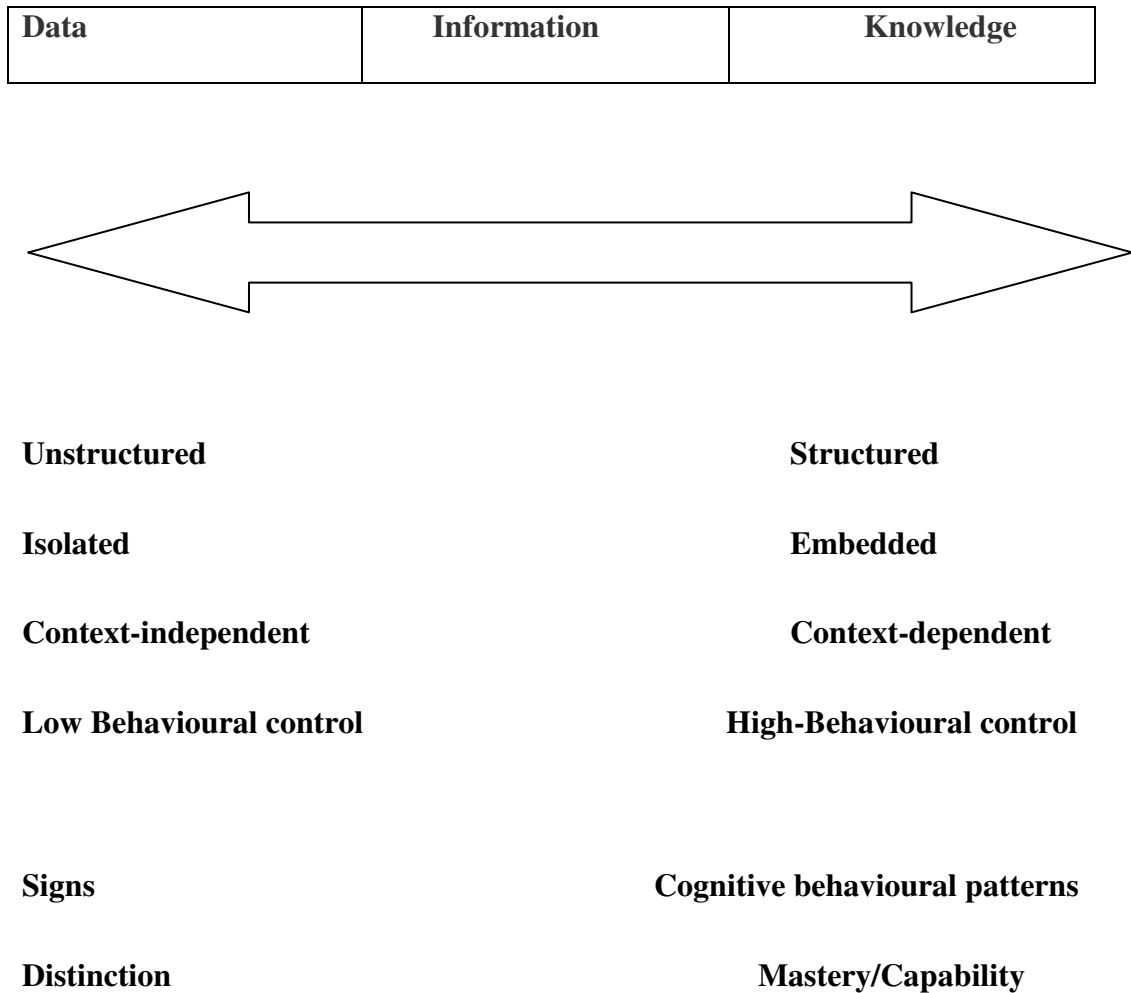 Data Information Knowledge
Unstructured Structured
Isolated Embedded
Context-independent Context-dependent
Low Behavioural control High-Behavioural control
Signs Cognitive behavioural patterns
Distinction Mastery/Capability